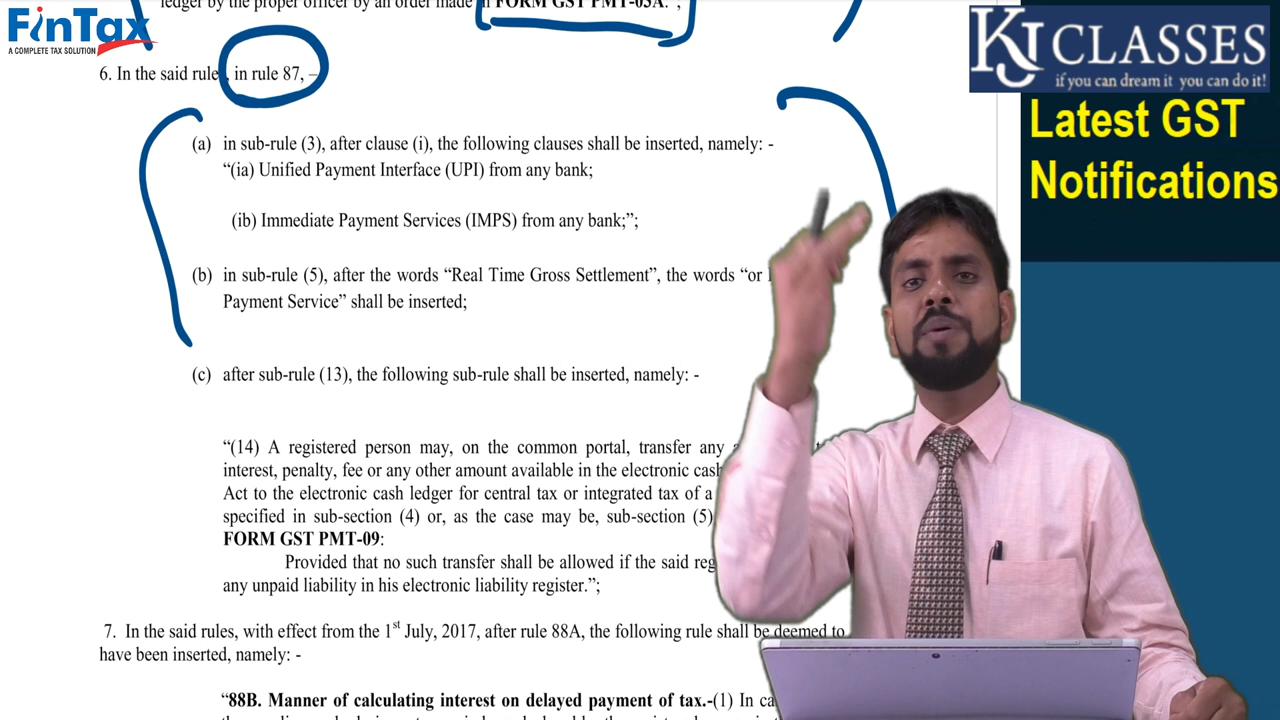 ledger by the proper officer by an order made in FORM GST PMT-03A.";
FinTax
A COMPLETE TAX SOLUTION
KJ CLASSES
if you can dream it you can do it!
Latest GST
Notifications
6. In the said rule , in rule 87, –
(a) in sub-rule (3), after clause (i), the following clauses shall be inserted, namely: -
“(ia) Unified Payment Interface (UPI) from any bank;
(ib) Immediate Payment Services (IMPS) from any bank;”;
(b) in sub-rule (5), after the words “Real Time Gross Settlement”, the words “or
Payment Service” shall be inserted;
(c) after sub-rule (13), the following sub-rule shall be inserted, namely: -
“(14) A registered person may, on the common portal, transfer any
interest, penalty, fee or any other amount available in the electronic cash
Act to the electronic cash ledger for central tax or integrated tax of a
specified in sub-section (4) or, as the case may be, sub-section (5)
FORM GST PMT-09:
Provided that no such transfer shall be allowed if the said
any unpaid liability in his electronic liability register.”;
7. In the said rules, with effect from the 1st July, 2017, after rule 88A, the following rule shall be deemed to
have been inserted, namely: -
“88B. Manner of calculating interest on delayed payment of tax.-(1) In